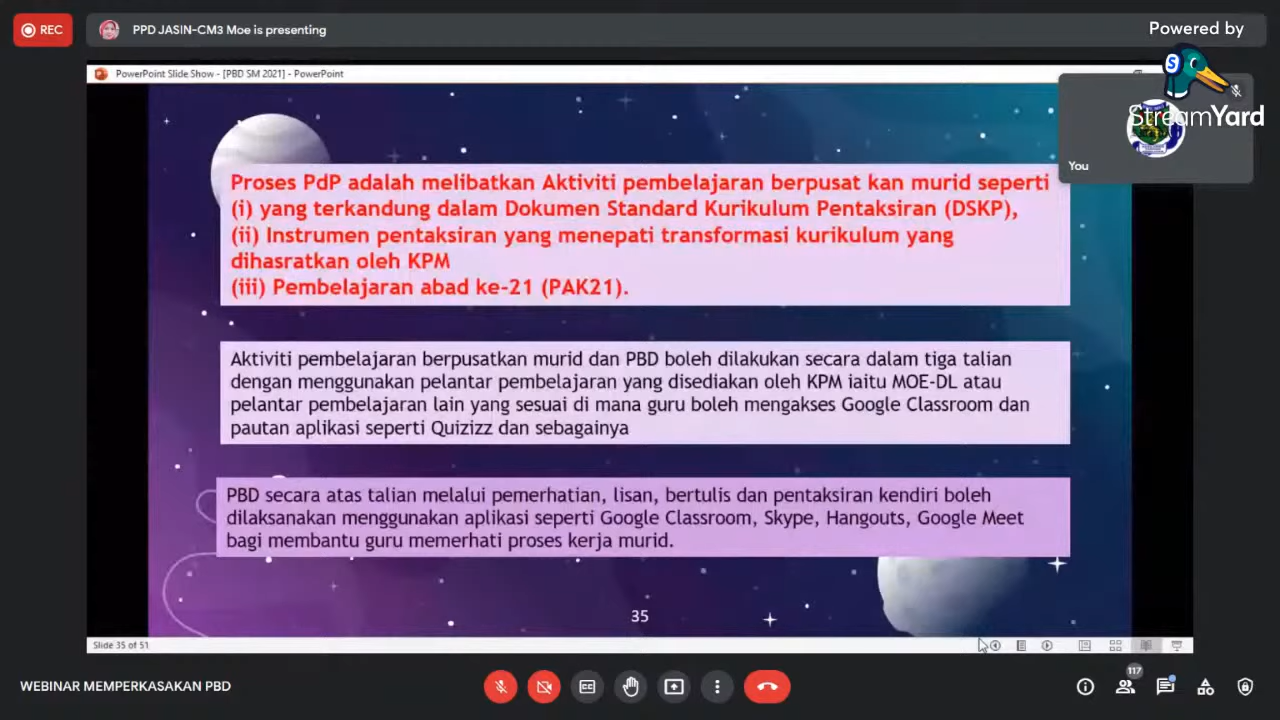 REC
PPD JASIN-CM3 Moe is presenting
Powered by
StreamYard
PowerPoint Slide Show - [PBD SM 2021] - PowerPoint
You
Proses PdP adalah melibatkan Aktiviti pembelajaran berpusat kan murid seperti
(i) yang terkandung dalam Dokumen Standard Kurikulum Pentaksiran (DSKP),
(ii) Instrumen pentaksiran yang menepati transformasi kurikulum yang
dihasratkan oleh KPM
(iii) Pembelajaran abad ke-21 (PAK21).
Aktiviti pembelajaran berpusatkan murid dan PBD boleh dilakukan secara dalam tiga talian
dengan menggunakan pelantar pembelajaran yang disediakan oleh KPM iaitu MOE-DL atau
pelantar pembelajaran lain yang sesuai di mana guru boleh mengakses Google Classroom dan
pautan aplikasi seperti Quizizz dan sebagainya
PBD secara atas talian melalui pemerhatian, lisan, bertulis dan pentaksiran kendiri boleh
dilaksanakan menggunakan aplikasi seperti Google Classroom, Skype, Hangouts, Google Meet
bagi membantu guru memerhati proses kerja murid.
35
Slide 35 of 51
WEBINAR MEMPERKASAKAN PBD
CC
117